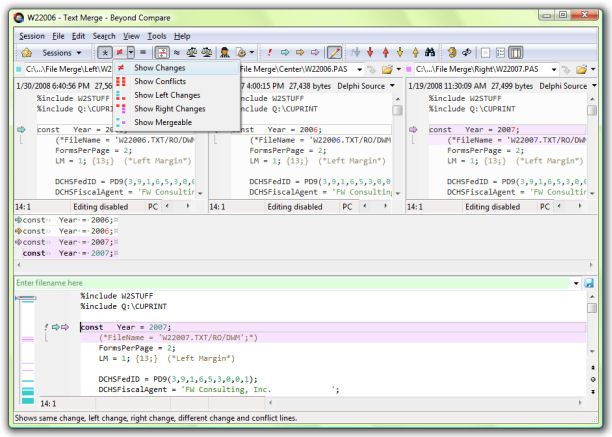 W22006 - Text Merge - Beyond Compare
Session File Edit Search View Tools Help
Sessions
Show Changes
Show Conflicts
Show Left Changes
Show Right Changes
Show Mergeable
C:\...\File Merge\Left\W2
\File Merge\Center\W22006.PAS
C:\...\File Merge\Right\W22007.PAS
1/30/2008 6:40:56 PM 27,56
7 4:00:15 PM 27,438 bytes Delphi Source
1/19/2008 11:30:09 AM 27,499 bytes Delphi Source
%include W2STUFF
%include Q:\CUPRINT
const Year = 2006;
(*FileName = 'W22006.TXT/RO/DWM
FormsPerPage = 2;
LM = 1; {13;} (*Left Margin*)
DCHSFedID = PD9(3,9,1,6,5,3,0,0
DCHSFiscalAgent = 'FW Consultin
14:1 Editing disabled PC
%include W2STUFF
%include Q:\CUPRINT
const Year = 2006;
(*FileName = 'W22006.TXT/RO/DWM
FormsPerPage = 2;
LM = 1; {13;} (*Left Margin*)
DCHSFedID = PD9(3,9,1,6,5,3,0,0
DCHSFiscalAgent = 'FW Consultin
14:1 Editing disabled PC
%include W2STUFF
%include Q:\CUPRINT
const Year = 2007;
(*FileName = 'W22007.TXT/RO/DWM
FormsPerPage = 2;
LM = 1; {13;} (*Left Margin*)
DCHSFedID = PD9(3,9,1,6,5,3,0,0
DCHSFiscalAgent = 'FW Consultin
14:1 Editing disabled PC
const Year = 2006;
const Year = 2006;
const Year = 2007;
const Year = 2007;
Enter filename here
%include W2STUFF
%include Q:\CUPRINT
const Year = 2007;
(*FileName = 'W22007.TXT/RO/DWM';*)
FormsPerPage = 2;
LM = 1; {13;} (*Left Margin*)
DCHSFedID = PD9(3,9,1,6,5,3,0,0,1);
DCHSFiscalAgent = 'FW Consulting, Inc. ';
14:1
Shows same change, left change, right change, different change and conflict lines.